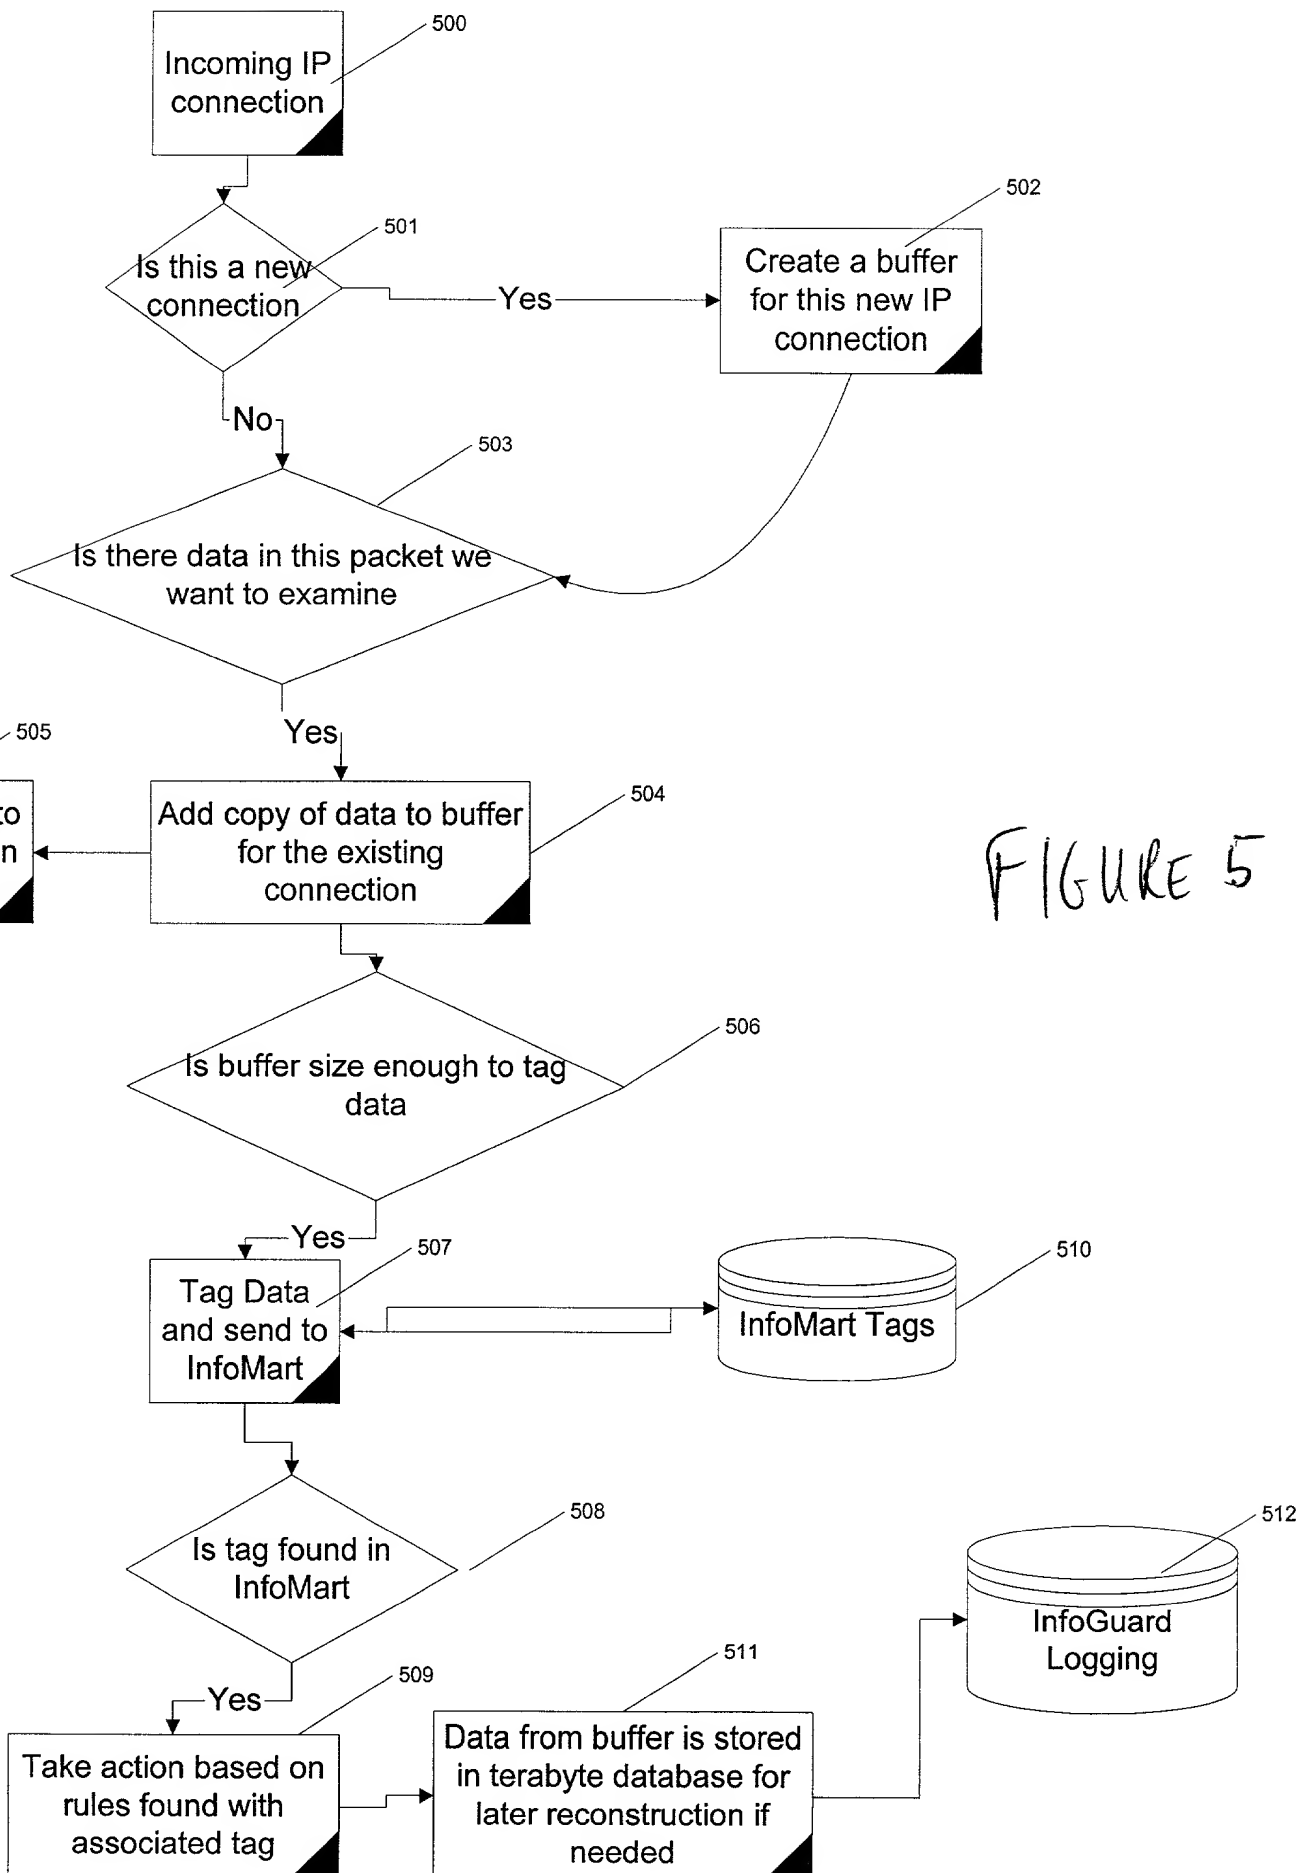 500
Incoming IP
connection
501
Is this a new
connection
Yes
502
Create a buffer
for this new IP
connection
No
503
Is there data in this packet we
want to examine
Yes
505
to
n
504
Add copy of data to buffer
for the existing
connection
FIGURE 5
506
Is buffer size enough to tag
data
Yes
507
Tag Data
and send to
InfoMart
510
InfoMart Tags
508
Is tag found in
InfoMart
512
InfoGuard
Logging
Yes
509
Take action based on
rules found with
associated tag
511
Data from buffer is stored
in terabyte database for
later reconstruction if
needed